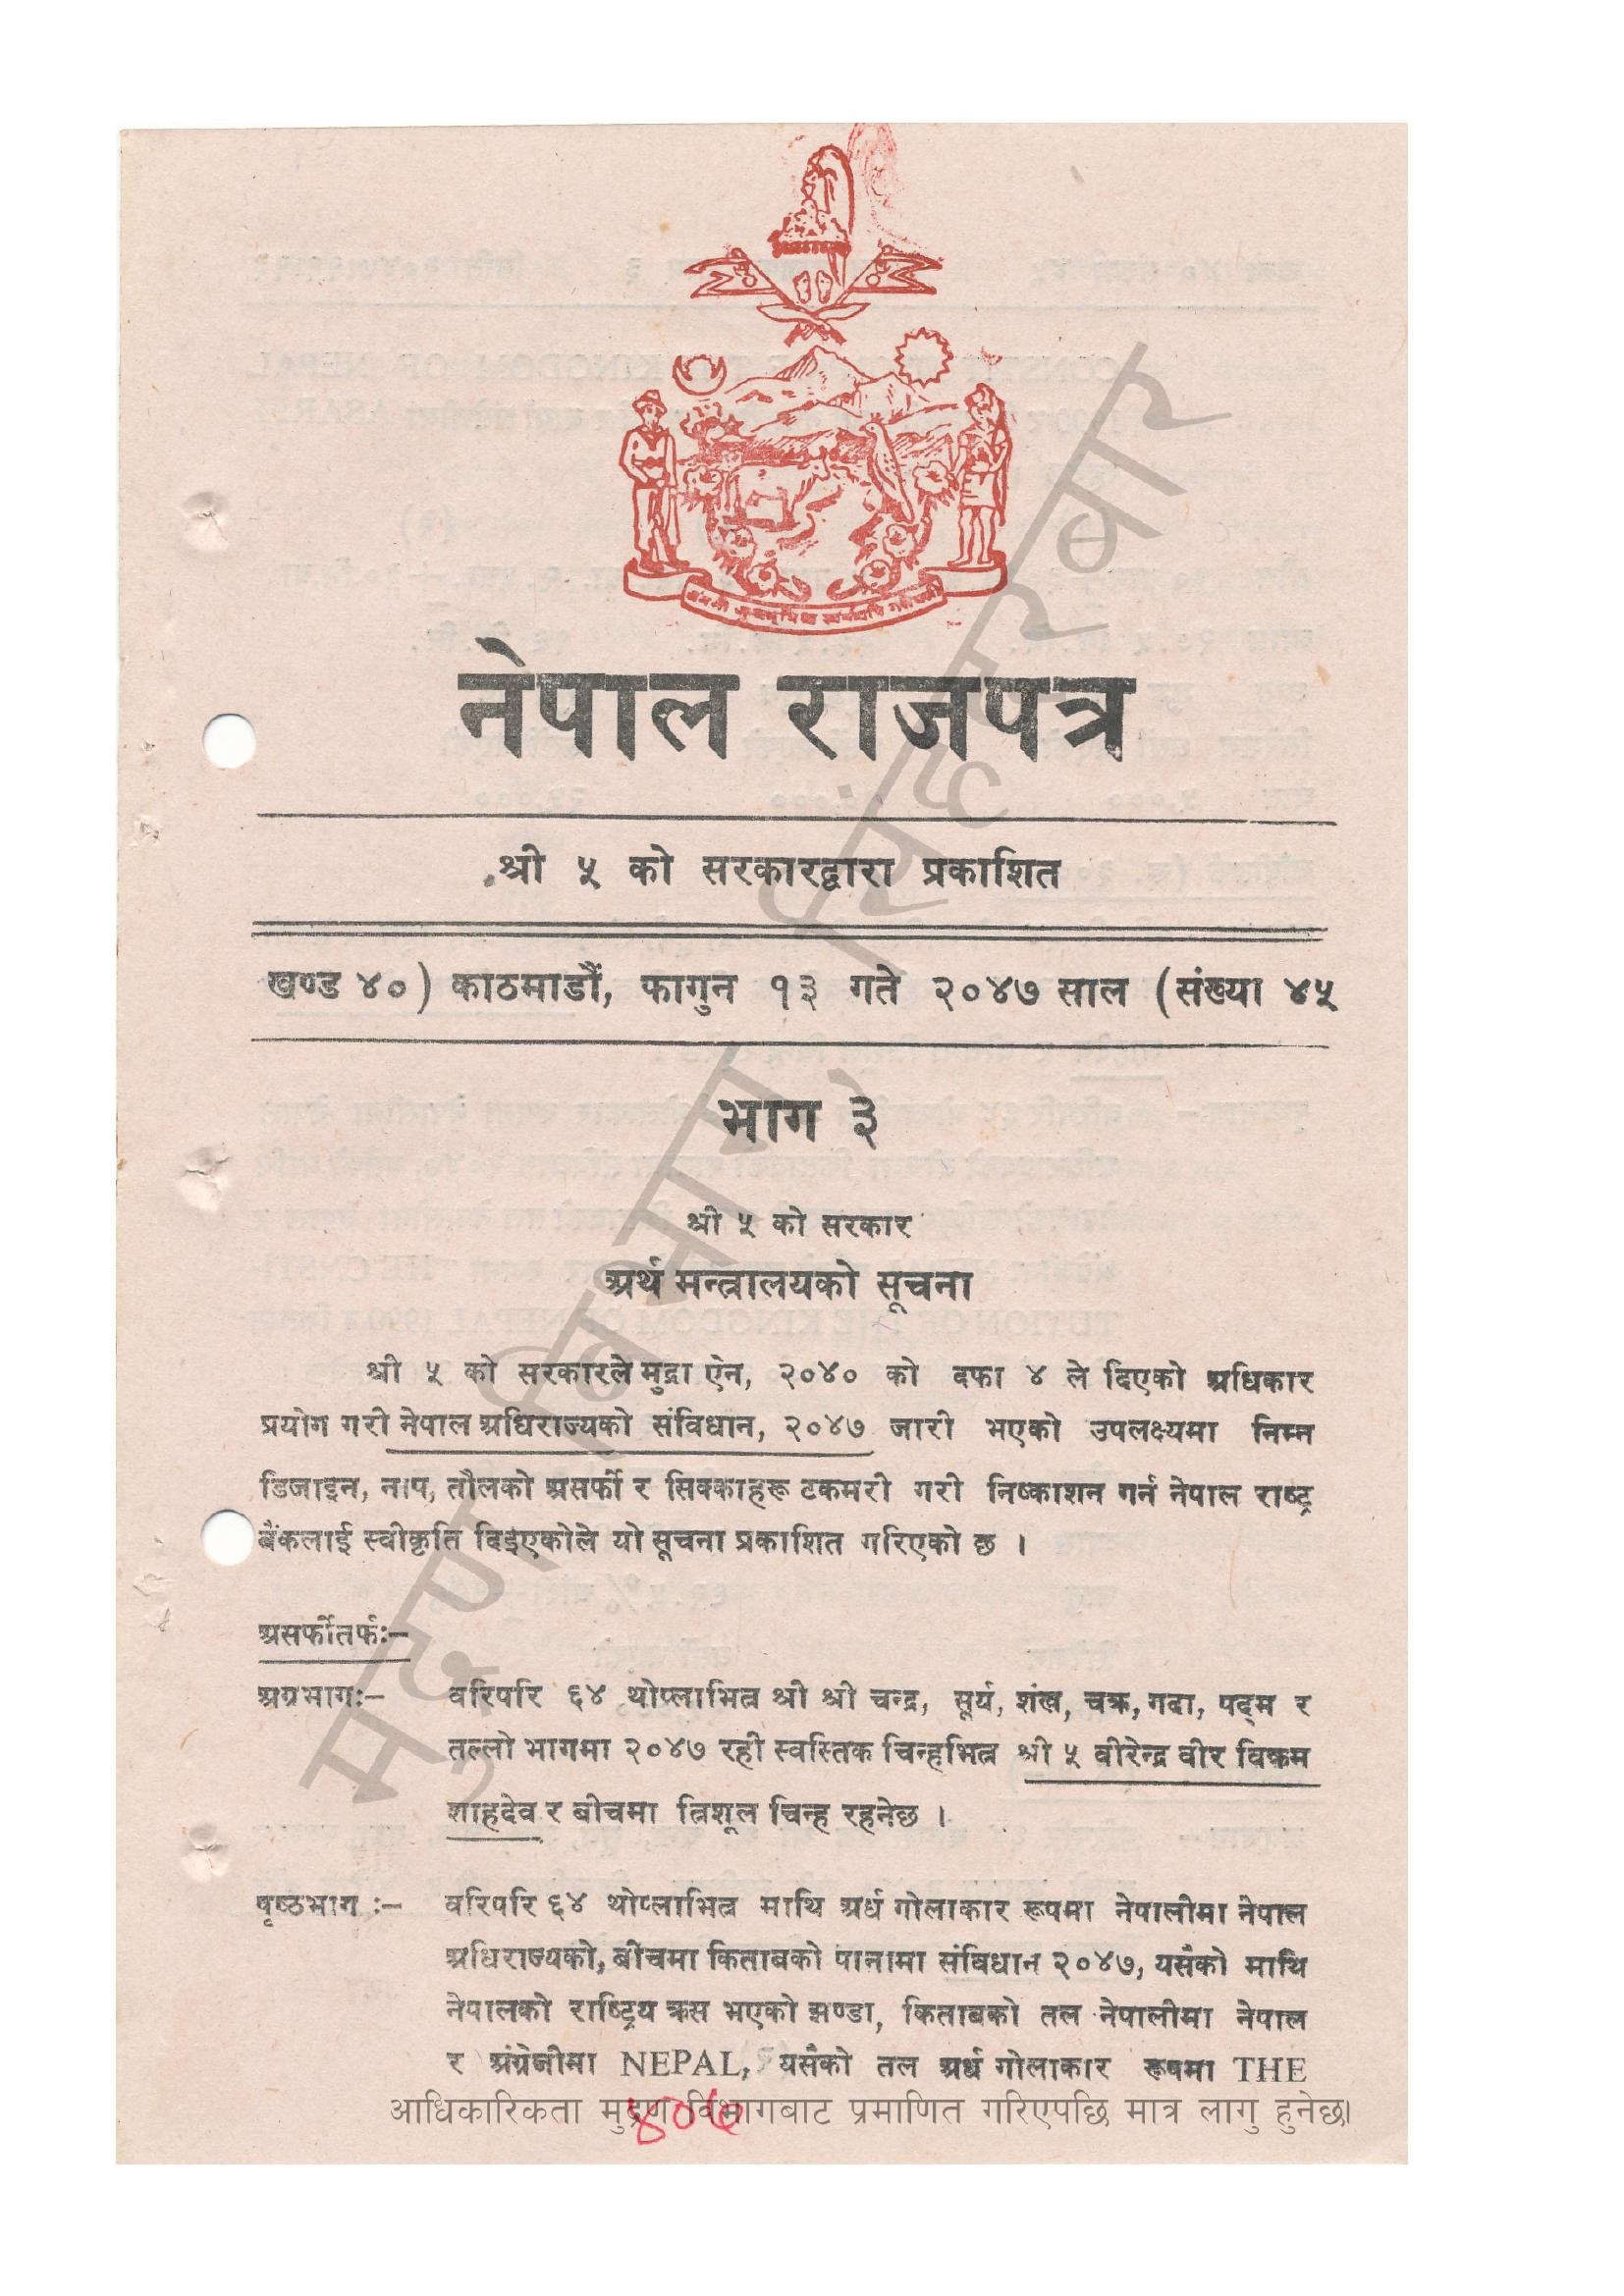 नेपाल राजपत्र
श्री ५ को सरकारद्वारा प्रकाशित
खण्ड ४०) काठमाडौं, फागुन १३ गते २०४७ साल (संख्या ४५
भाग ३
श्री ५ को सरकार
अर्थ मन्त्रालयको सूचना
श्री ५ को सरकारले मुद्रा ऐन, २०४० को दफा ४ ले दिएको अधिकार
प्रयोग गरी नेपाल अधिराज्यको संविधान, २०४७ जारी भएको उपलक्ष्यमा निम्न
डिजाइन, नाप, तौलको असर्फी र सिक्काहरू टकमरी गरी निष्काशन गर्न नेपाल राष्ट्र
बैंकलाई स्वीकृति दिइएकोले यो सूचना प्रकाशित गरिएको छ ।
असर्फीतर्फः–
अग्रभागः– वरिपरि ६४ थोप्लाभित्र श्री श्री चन्द्र, सूर्य, शंख, चक्र, गदा, पद्म र
तल्लो भागमा २०४७ रही स्वस्तिक चिन्हभित्र श्री ५ वीरेन्द्र वीर विक्रम
शाहदेव र बीचमा त्रिशूल चिन्ह रहनेछ ।
पृष्ठभाग :– वरिपरि ६४ थोप्लाभित्र माथि अर्ध गोलाकार रूपमा नेपालीमा नेपाल
अधिराज्यको, बीचमा किताबको पानामा संविधान २०४७, यसैको माथि
नेपालको राष्ट्रिय क्रस भएको झण्डा, किताबको तल नेपालीमा नेपाल
र अंग्रेजीमा NEPAL, यसैको तल अर्ध गोलाकार रूपमा THE
आधिकारिकता मुद्रण विभागबाट प्रमाणित गरिएपछि मात्र लागु हुनेछ।
मुद्रण विभाग, सिंहदरबार